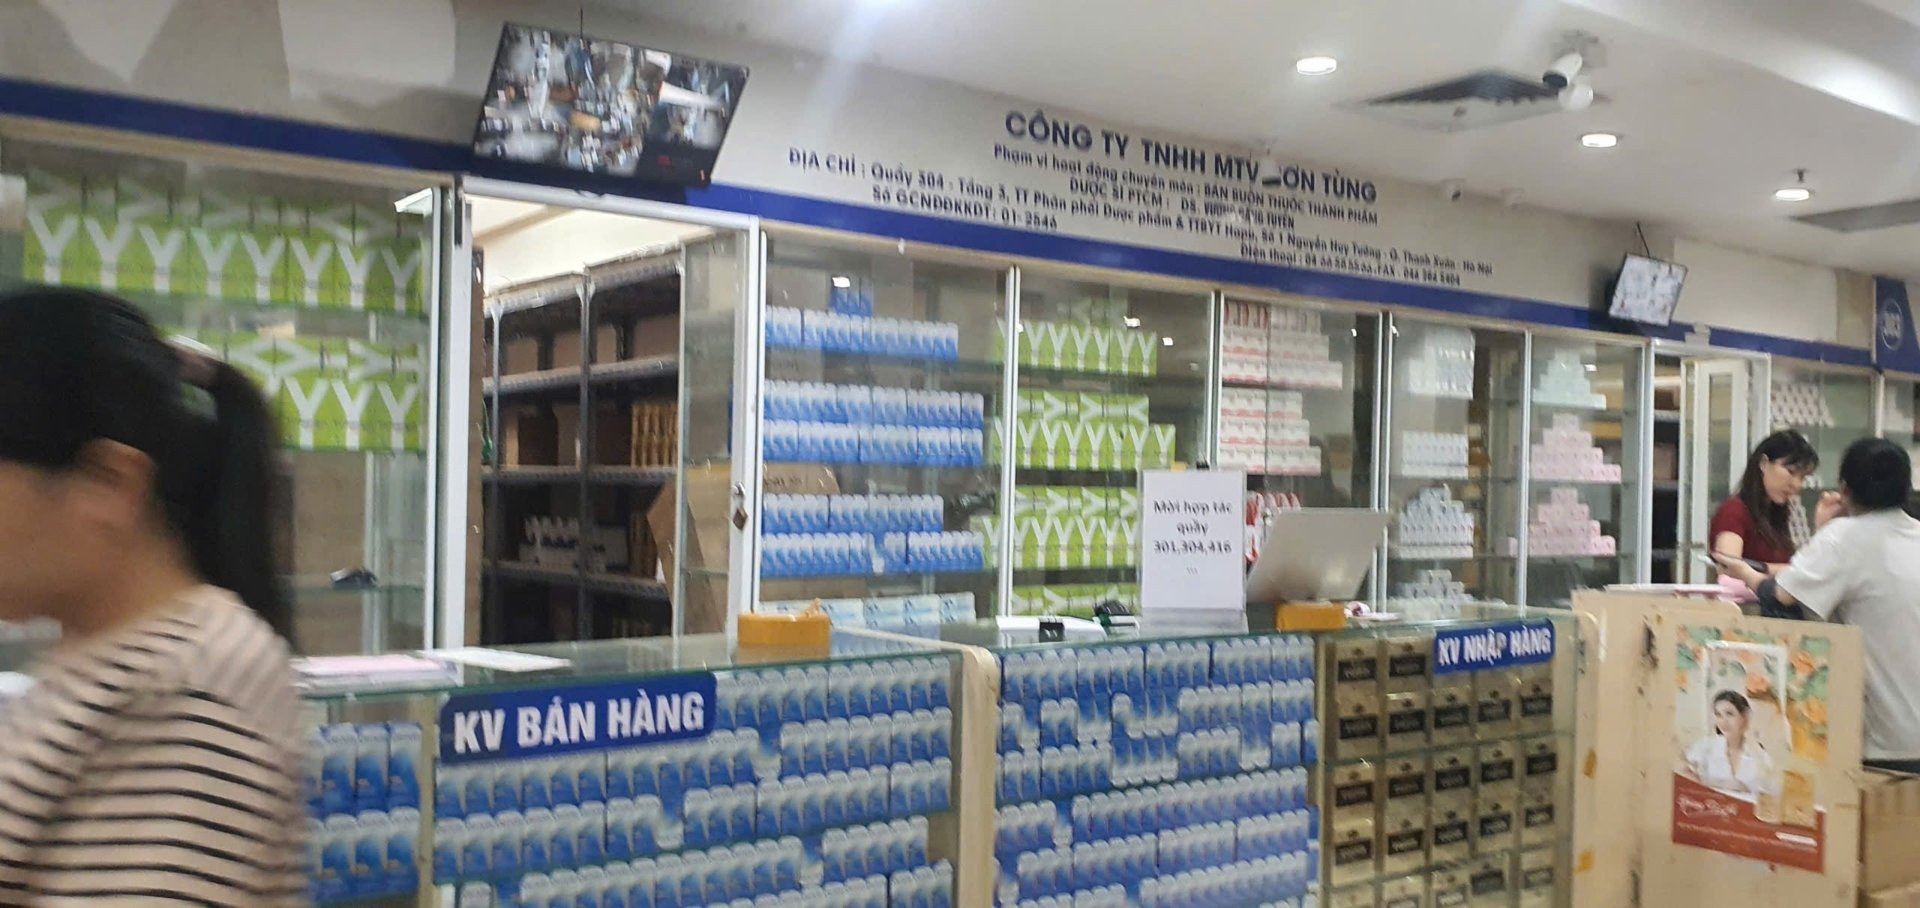 CÔNG TY TNHH MTV SƠN TÙNG
Phạm vi hoạt động chuyên môn : BÁN BUÔN THUỐC THÀNH PHẨM
DƯỢC SĨ PTCM : DS. TUYÊN
ĐỊA CHỈ : Quầy 304 - Tầng 3, TT Phân phối Dược phẩm & TTBYT Hapu, Số 1 Nguyễn Huy Tưởng - Q. Thanh Xuân - Hà Nội
Số GCNĐĐKKDT : 01- 2546
Điện thoại :
Mời hợp tác
quầy
301,304,416
...
KV NHẬP HÀNG
KV BÁN HÀNG